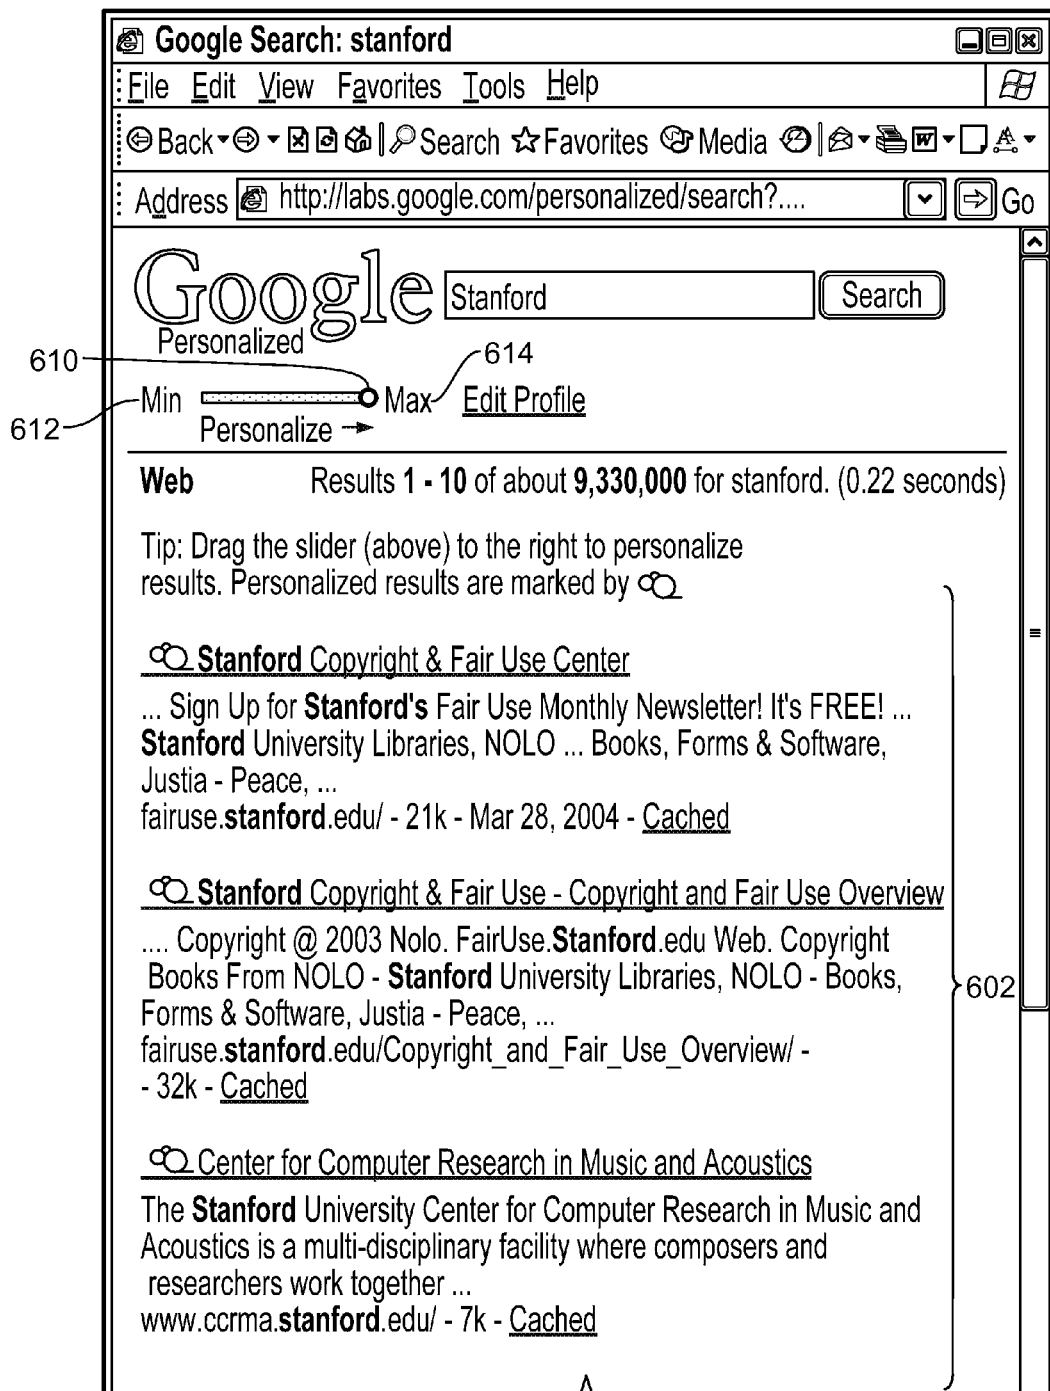 Google Search: stanford
File Edit View Favorites Tools Help
Back Search Favorites Media
Address http://labs.google.com/personalized/search?.... Go
Google Stanford Search
Personalized
610
614
Min Max Edit Profile
612
Personalize
Web Results 1 - 10 of about 9,330,000 for stanford. (0.22 seconds)
Tip: Drag the slider (above) to the right to personalize
results. Personalized results are marked by
Stanford Copyright & Fair Use Center
... Sign Up for Stanford's Fair Use Monthly Newsletter! It's FREE! ...
Stanford University Libraries, NOLO ... Books, Forms & Software,
Justia - Peace, ...
fairuse.stanford.edu/ - 21k - Mar 28, 2004 - Cached
Stanford Copyright & Fair Use - Copyright and Fair Use Overview
.... Copyright @ 2003 Nolo. FairUse.Stanford.edu Web. Copyright
Books From NOLO - Stanford University Libraries, NOLO - Books,
602
Forms & Software, Justia - Peace, ...
fairuse.stanford.edu/Copyright_and_Fair_Use_Overview/ -
- 32k - Cached
Center for Computer Research in Music and Acoustics
The Stanford University Center for Computer Research in Music and
Acoustics is a multi-disciplinary facility where composers and
researchers work together ...
www.ccrma.stanford.edu/ - 7k - Cached